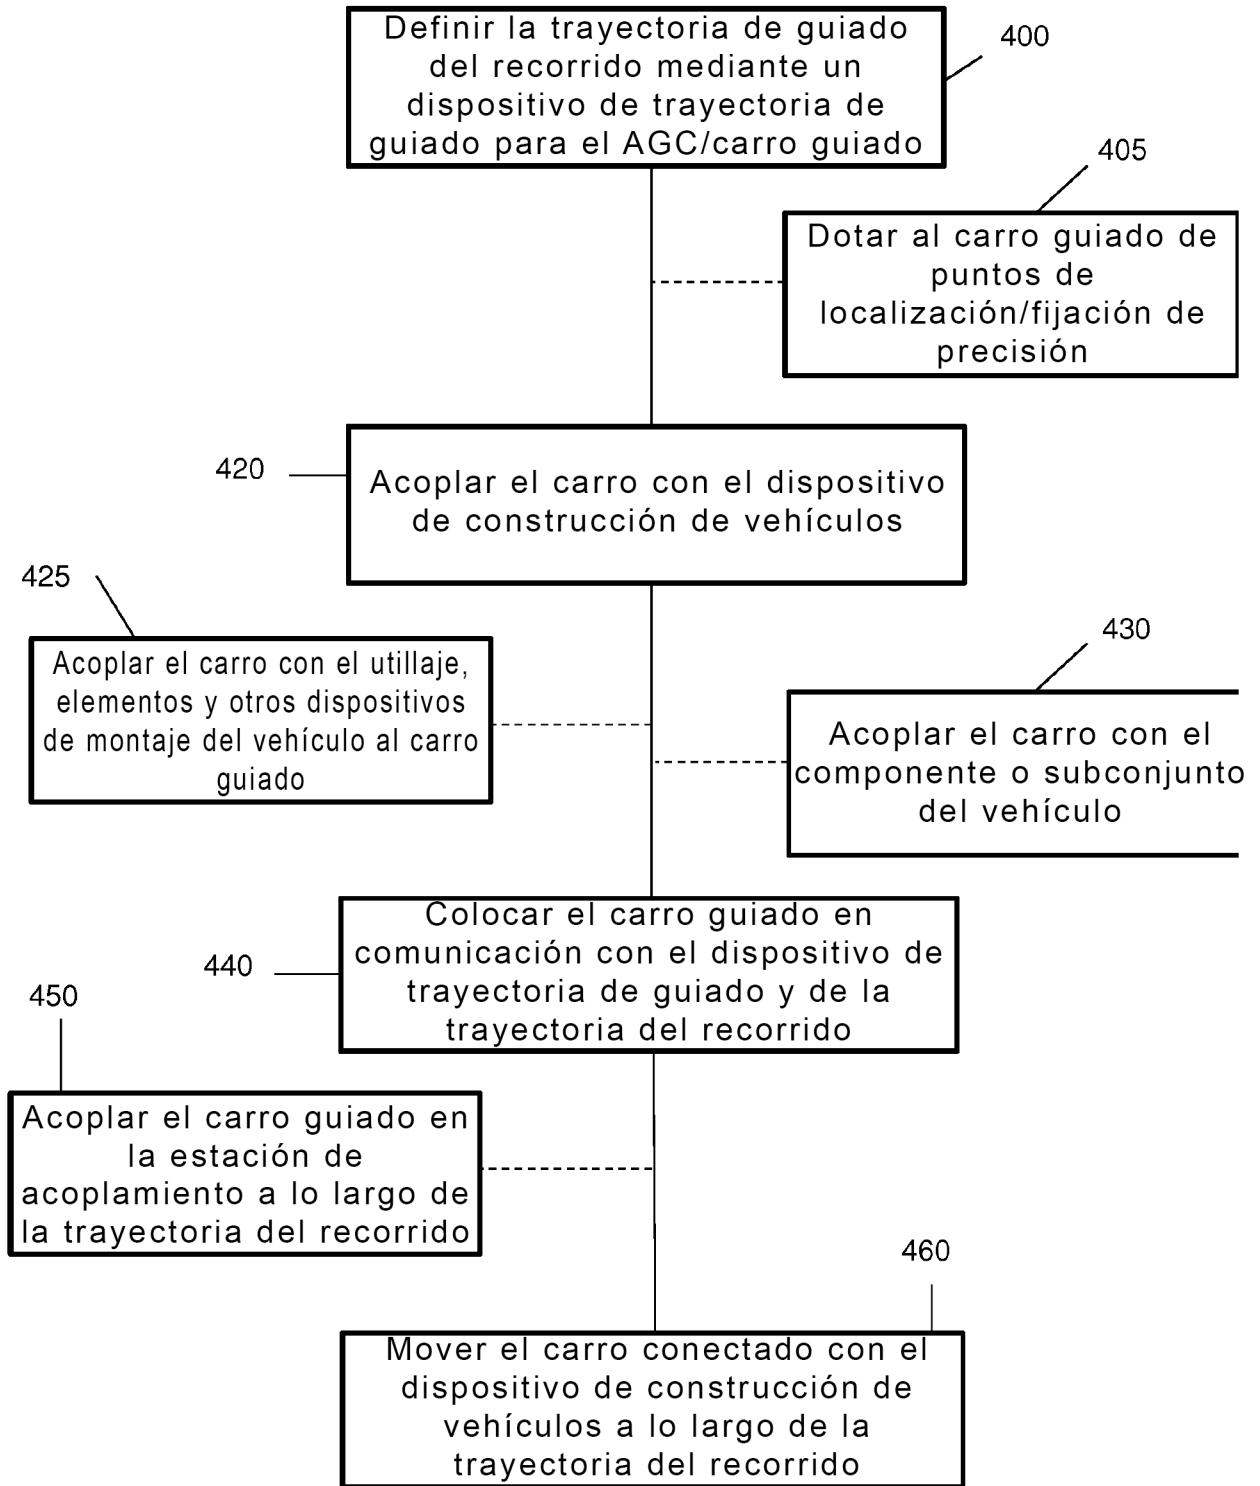 Definir la trayectoria de guiado
del recorrido mediante un
dispositivo de trayectoria de
guiado para el AGC/carro guiado
400
405
Dotar al carro guiado de
puntos de
localización/fijación de
precisión
420
Acoplar el carro con el dispositivo
de construcción de vehículos
425
Acoplar el carro con el utillaje,
elementos y otros dispositivos
de montaje del vehículo al carro
guiado
430
Acoplar el carro con el
componente o subconjunto
del vehículo
440
Colocar el carro guiado en
comunicación con el dispositivo de
trayectoria de guiado y de la
trayectoria del recorrido
450
Acoplar el carro guiado en
la estación de
acoplamiento a lo largo de
la trayectoria del recorrido
460
Mover el carro conectado con el
dispositivo de construcción de
vehículos a lo largo de la
trayectoria del recorrido